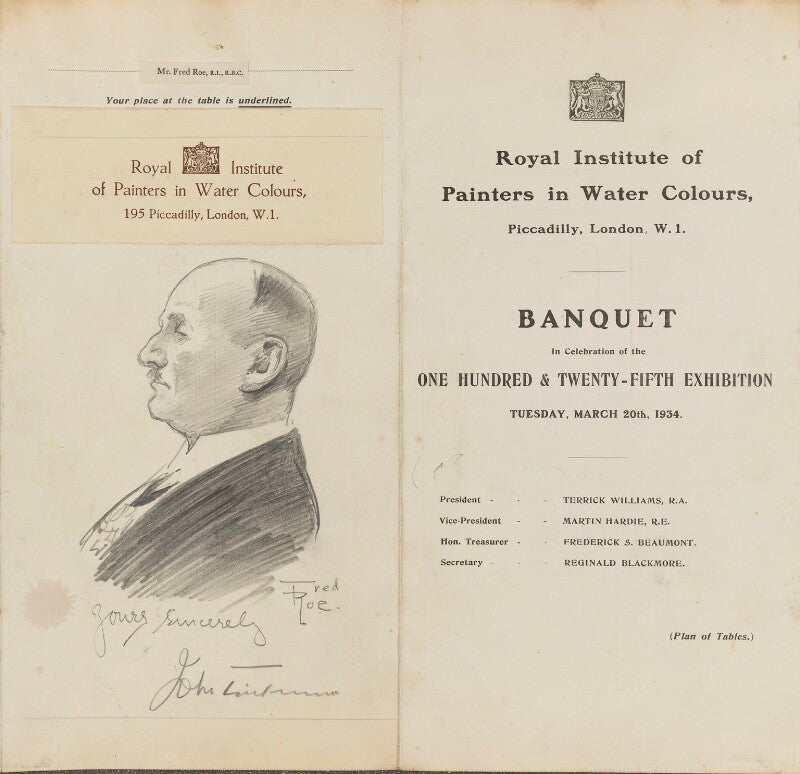 Mr. Fred Roe, R.I., R.B.C.
Your place at the table is underlined.
Royal Institute
of Painters in Water Colours,
195 Piccadilly, London, W.1.
Fred
Roe.
Yours sincerely
John
Royal Institute of
Painters in Water Colours,
Piccadilly, London, W.1.
BANQUET
In Celebration of the
ONE HUNDRED & TWENTY-FIFTH EXHIBITION
TUESDAY, MARCH 20th, 1934.
President - - - TERRICK WILLIAMS, R.A.
Vice-President - - MARTIN HARDIE, R.E.
Hon. Treasurer - - FREDERICK S. BEAUMONT.
Secretary - - - REGINALD BLACKMORE.
(Plan of Tables.)